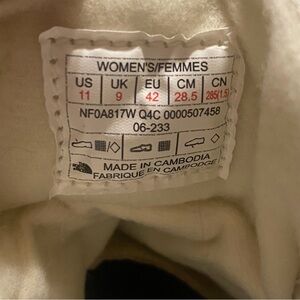 WOMEN'S/FEMMES
US UK EU CM CN
11 9 42 28.5 285(1.5)
NF0A817W Q4C 0000507458
06-233
MADE IN CAMBODIA
FABRIQUE EN CAMBODGE